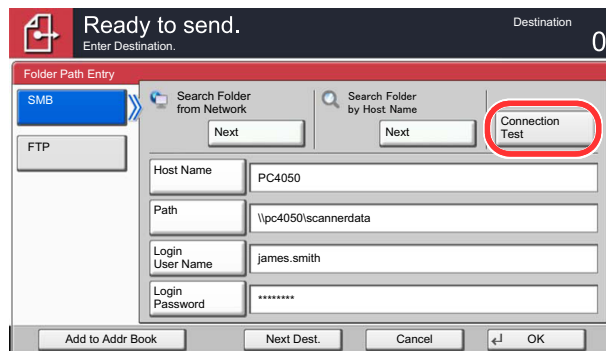 Ready to send.
Destination
Enter Destination.
0
Folder Path Entry
SMB
FTP
Search Folder
from Network
Next
Search Folder
by Host Name
Next
Connection
Test
Host Name
PC4050
Path
\\pc4050\scannerdata
Login
User Name
james.smith
Login
Password
********
Add to Addr Book
Next Dest.
Cancel
OK